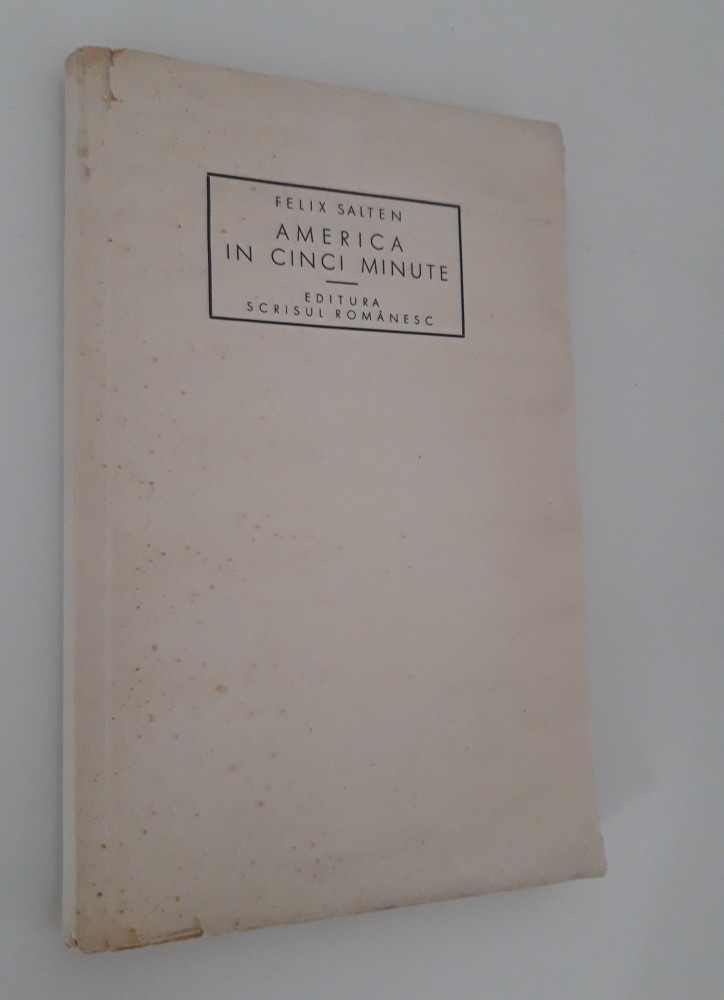 FELIX SALTEN
AMERICA
IN CINCI MINUTE
EDITURA
SCRISUL ROMÂNESC